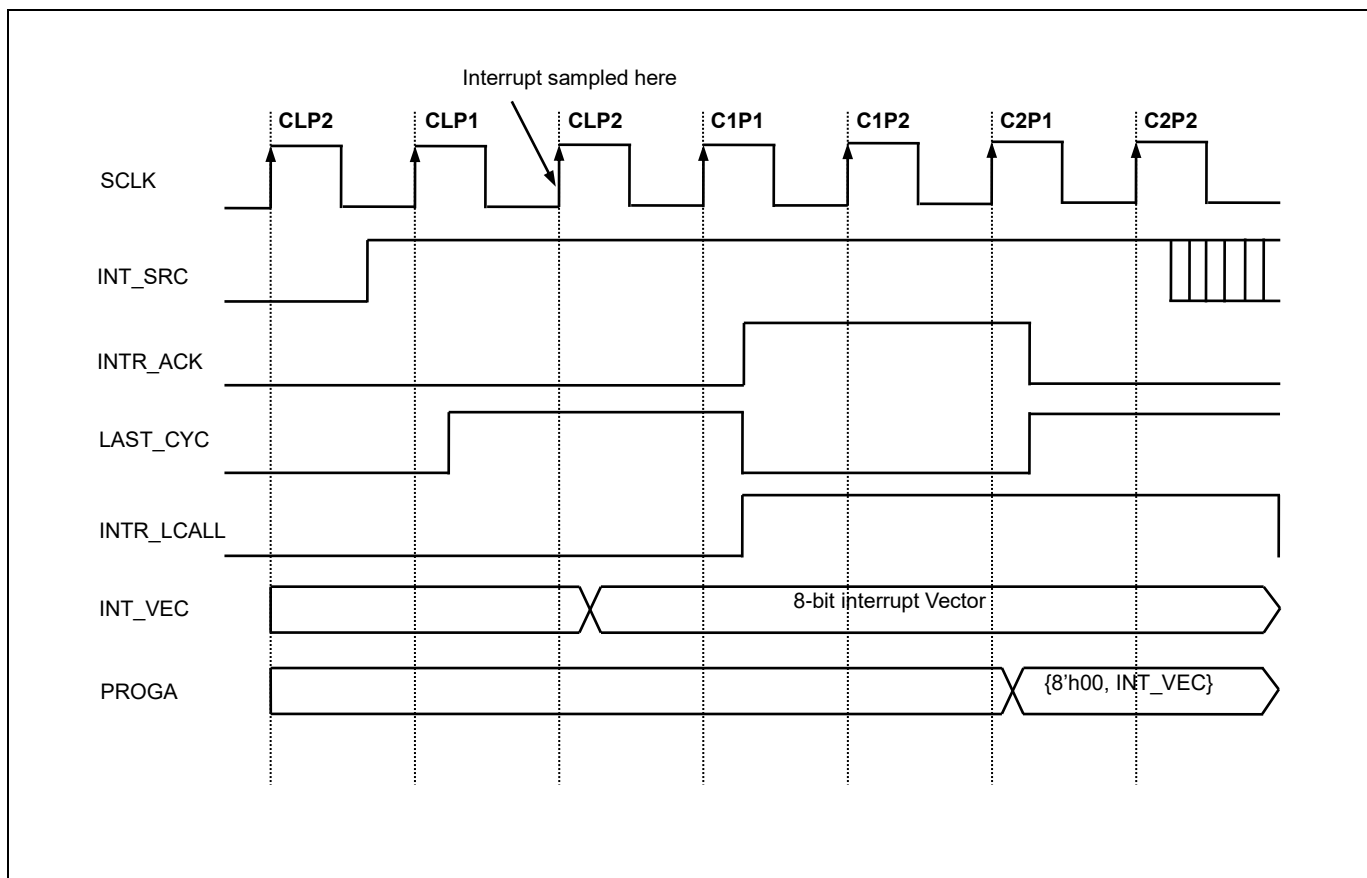 Interrupt sampled here
CLP2 CLP1 CLP2 C1P1 C1P2 C2P1 C2P2
SCLK
INT_SRC
INTR_ACK
LAST_CYC
INTR_LCALL
INT_VEC 8-bit interrupt Vector
PROGA {8'h00, INT_VEC}